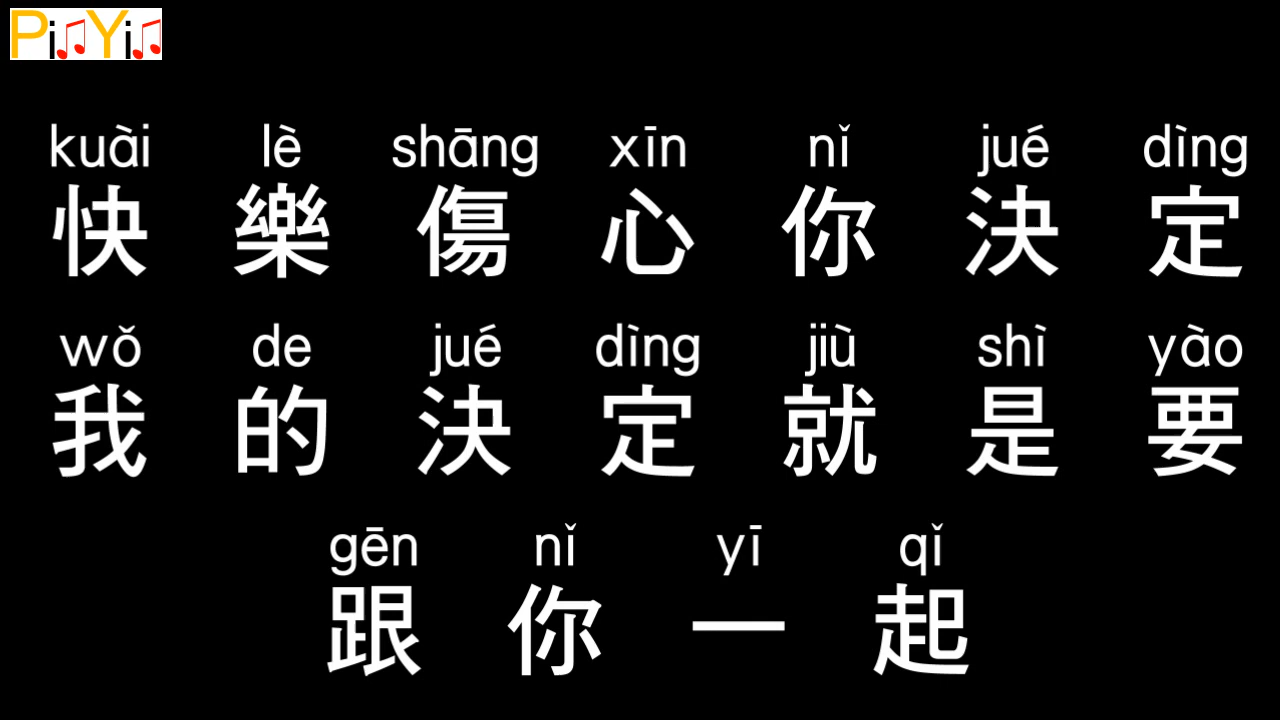 PinYin
kuài lè shāng xīn nǐ jué dìng
快樂傷心你決定
wǒ de jué dìng jiù shì yào
我的決定就是要
gēn nǐ yī qǐ
跟你一起